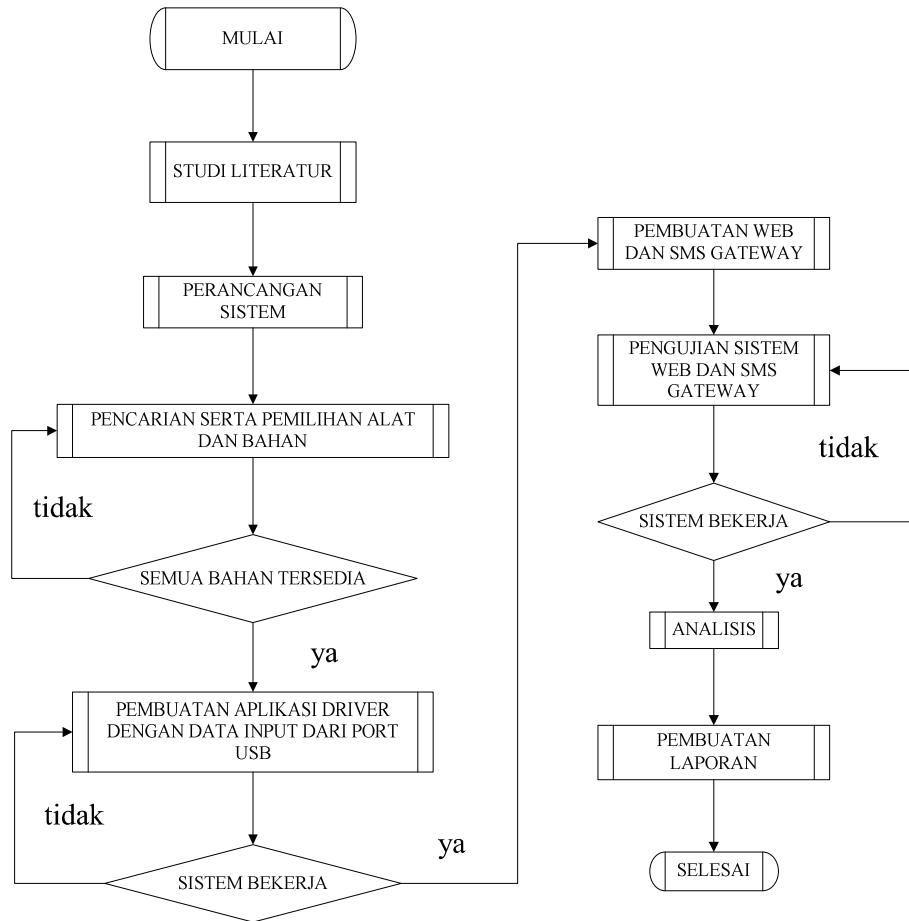 MULAI
STUDI LITERATUR
PERANCANGAN
SISTEM
PENCARIAN SERTA PEMILIHAN ALAT
DAN BAHAN
tidak
SEMUA BAHAN TERSEDIA
ya
PEMBUATAN APLIKASI DRIVER
DENGAN DATA INPUT DARI PORT
USB
tidak
SISTEM BEKERJA
ya
PEMBUATAN WEB
DAN SMS GATEWAY
PENGUJIAN SISTEM
WEB DAN SMS
GATEWAY
tidak
SISTEM BEKERJA
ya
ANALISIS
PEMBUATAN
LAPORAN
SELESAI